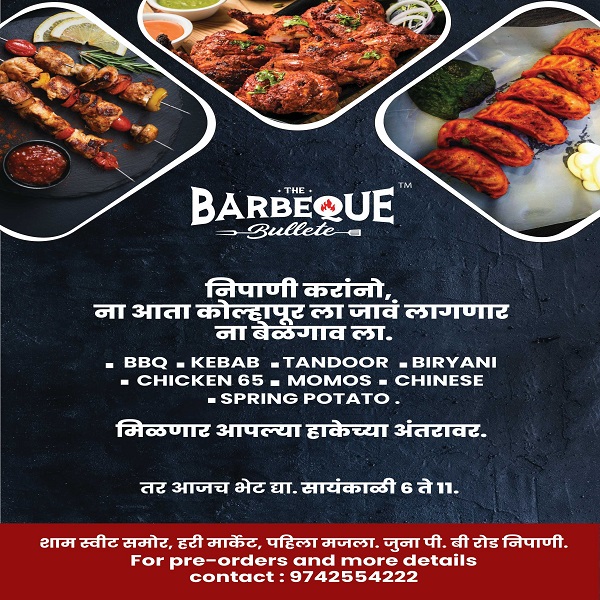 THE
BARBEQUE ™
Bullete
निपाणी करांनो,
ना आता कोल्हापूर ला जावं लागणार
ना बेळगाव ला.
▪ BBQ ▪ KEBAB ▪ TANDOOR ▪ BIRYANI
▪ CHICKEN 65 ▪ MOMOS ▪ CHINESE
▪ SPRING POTATO .
मिळणार आपल्या हाकेच्या अंतरावर.
तर आजच भेट द्या. सायंकाळी 6 ते 11.
शाम स्वीट समोर, हरी मार्केट, पहिला मजला. जुना पी. बी रोड निपाणी.
For pre-orders and more details
contact : 9742554222